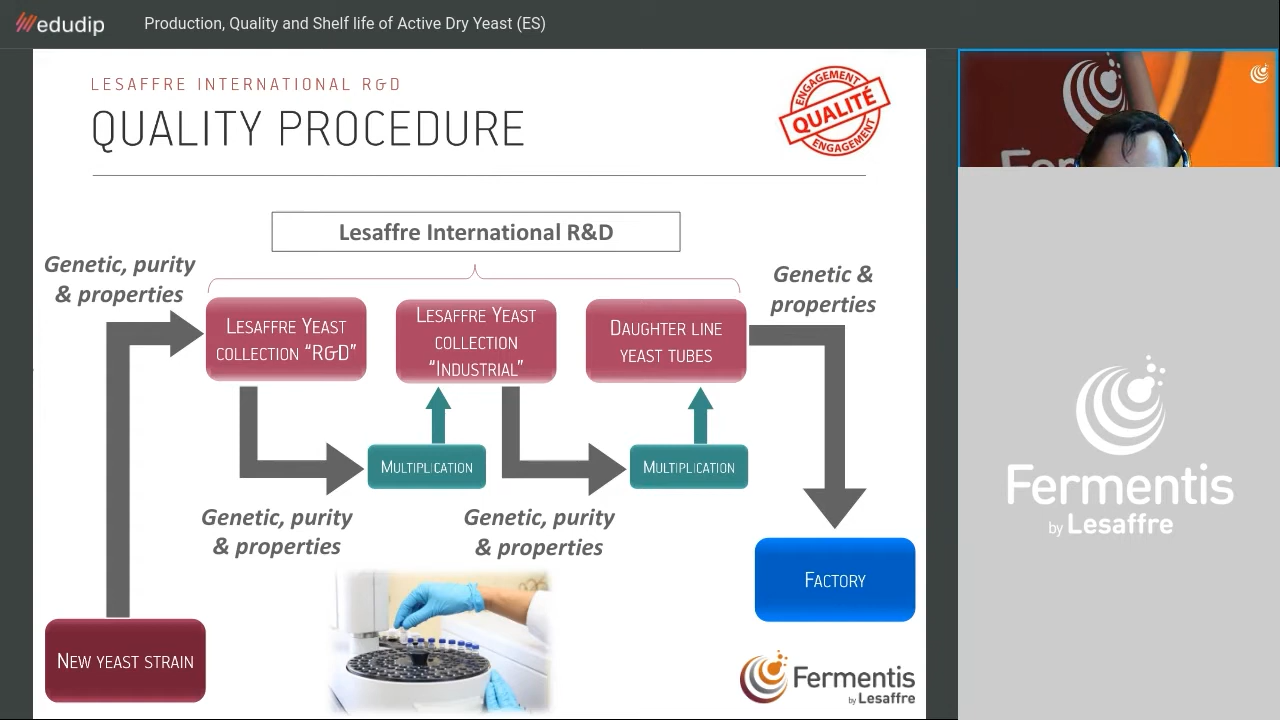 edudip
Production, Quality and Shelf life of Active Dry Yeast (ES)
LESAFFRE INTERNATIONAL R&D
QUALITY PROCEDURE
ENGAGEMENT
QUALITÉ
ENGAGEMENT
Lesaffre International R&D
Genetic, purity
& properties
Genetic &
properties
LESAFFRE YEAST
COLLECTION "R&D"
LESAFFRE YEAST
COLLECTION
"INDUSTRIAL"
DAUGHTER LINE
YEAST TUBES
MULTIPLICATION
MULTIPLICATION
Genetic, purity
& properties
Genetic, purity
& properties
FACTORY
NEW YEAST STRAIN
Fermentis
by Lesaffre
Fermentis
by Lesaffre